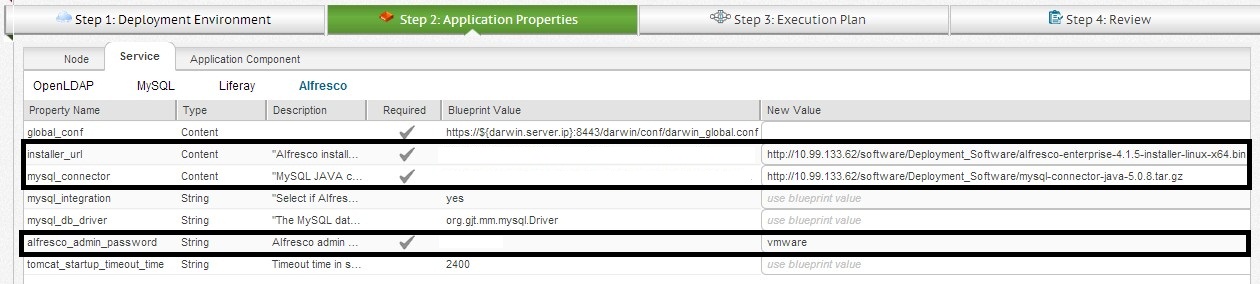 Step 1: Deployment Environment Step 2: Application Properties Step 3: Execution Plan Step 4: Review
Node Service Application Component
OpenLDAP MySQL Liferay Alfresco
Property Name Type Description Required Blueprint Value New Value
global_conf Content https://${darwin.server.ip}:8443/darwin/conf/darwin_global.conf
installer_url Content "Alfresco install... http://10.99.133.62/software/Deployment_Software/alfresco-enterprise-4.1.5-installer-linux-x64.bin
mysql_connector Content "MySQL JAVA c... http://10.99.133.62/software/Deployment_Software/mysql-connector-java-5.0.8.tar.gz
mysql_integration String "Select if Alfres... yes use blueprint value
mysql_db_driver String "The MySQL dat... org.gjt.mm.mysql.Driver use blueprint value
alfresco_admin_password String Alfresco admin ... vmware
tomcat_startup_timeout_time String Timeout time in s... 2400 use blueprint value